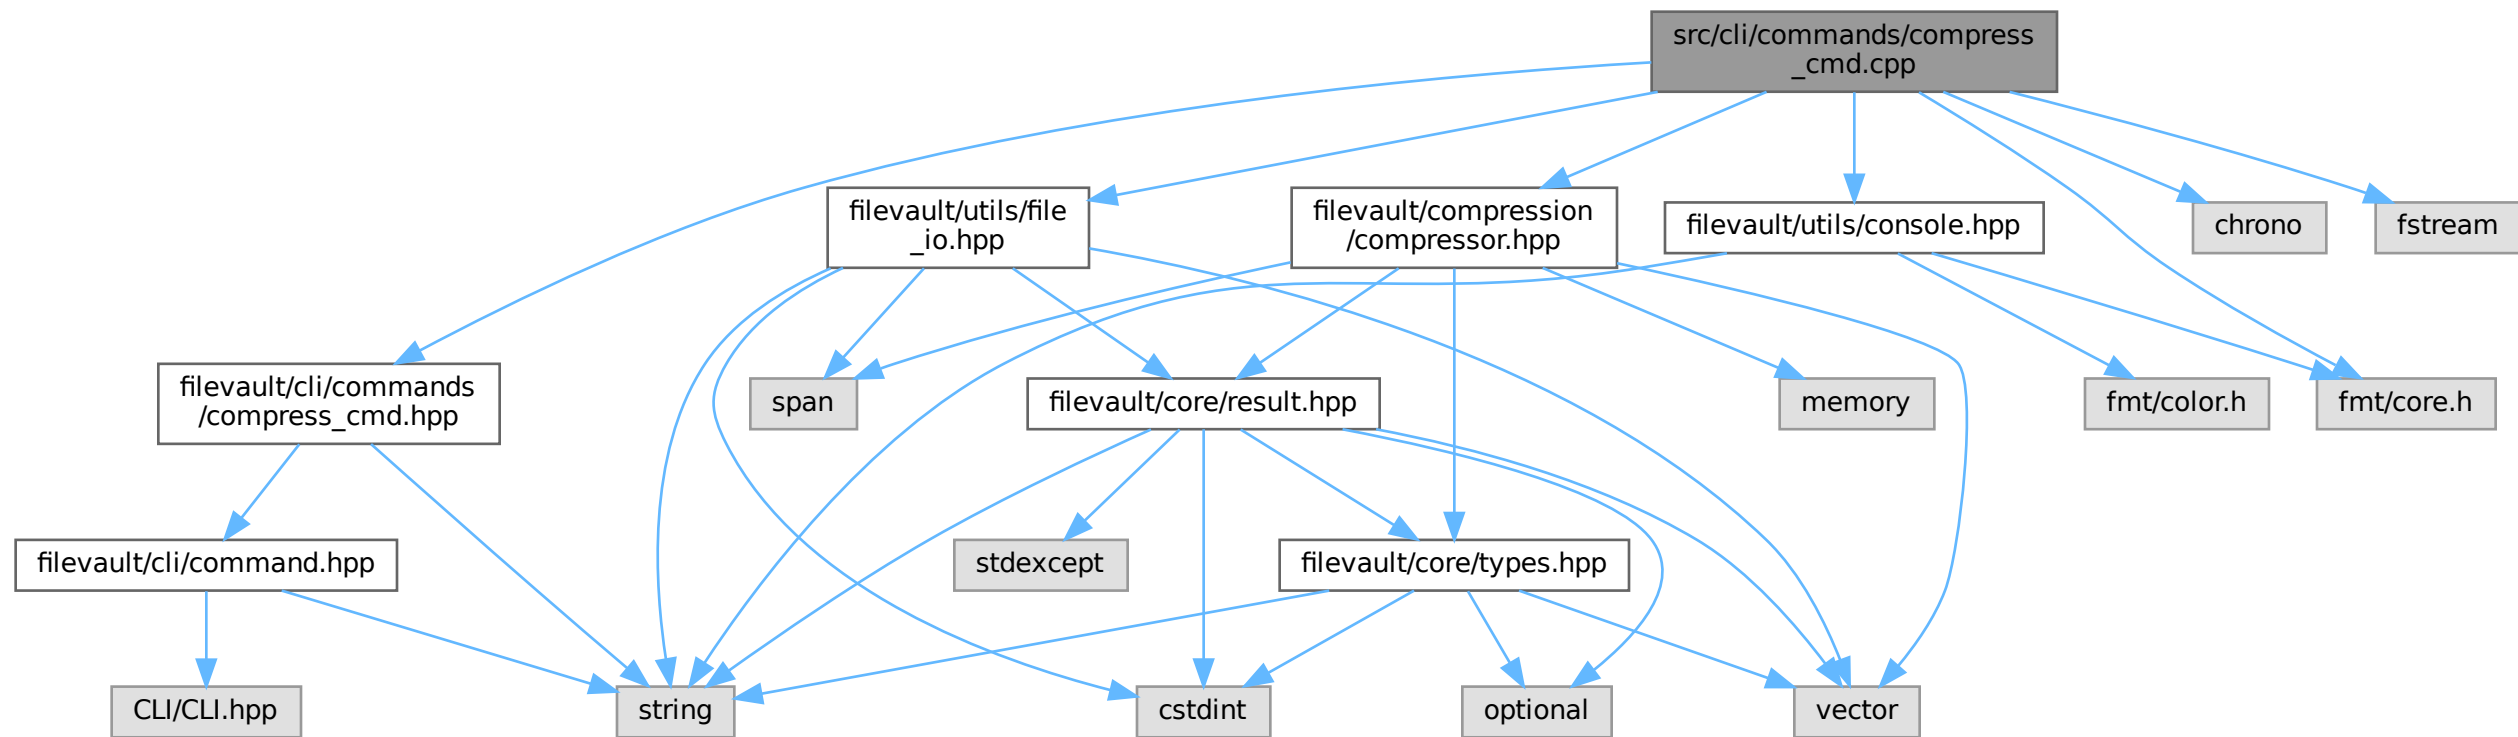 src/cli/commands/compress
_cmd.cpp
filevault/utils/file
_io.hpp
filevault/compression
/compressor.hpp
filevault/utils/console.hpp
chrono
fstream
filevault/cli/commands
/compress_cmd.hpp
span
filevault/core/result.hpp
memory
fmt/color.h
fmt/core.h
filevault/cli/command.hpp
stdexcept
filevault/core/types.hpp
CLI/CLI.hpp
string
cstdint
optional
vector